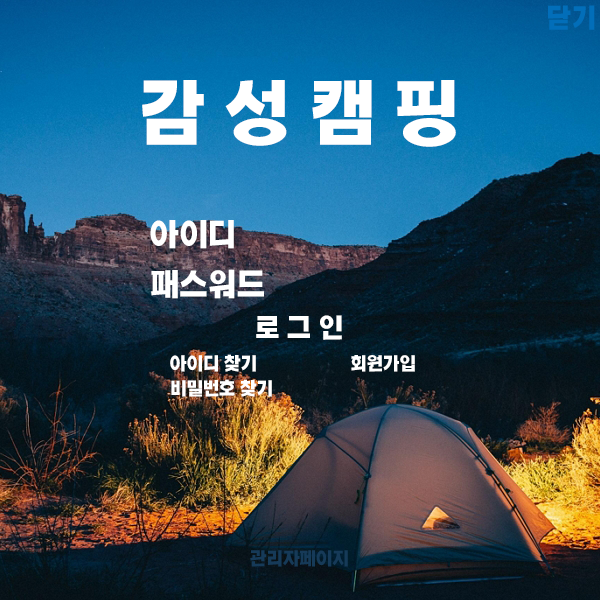 닫기
감성캠핑
아이디
패스워드
로그인
아이디 찾기 회원가입
비밀번호 찾기
관리자페이지